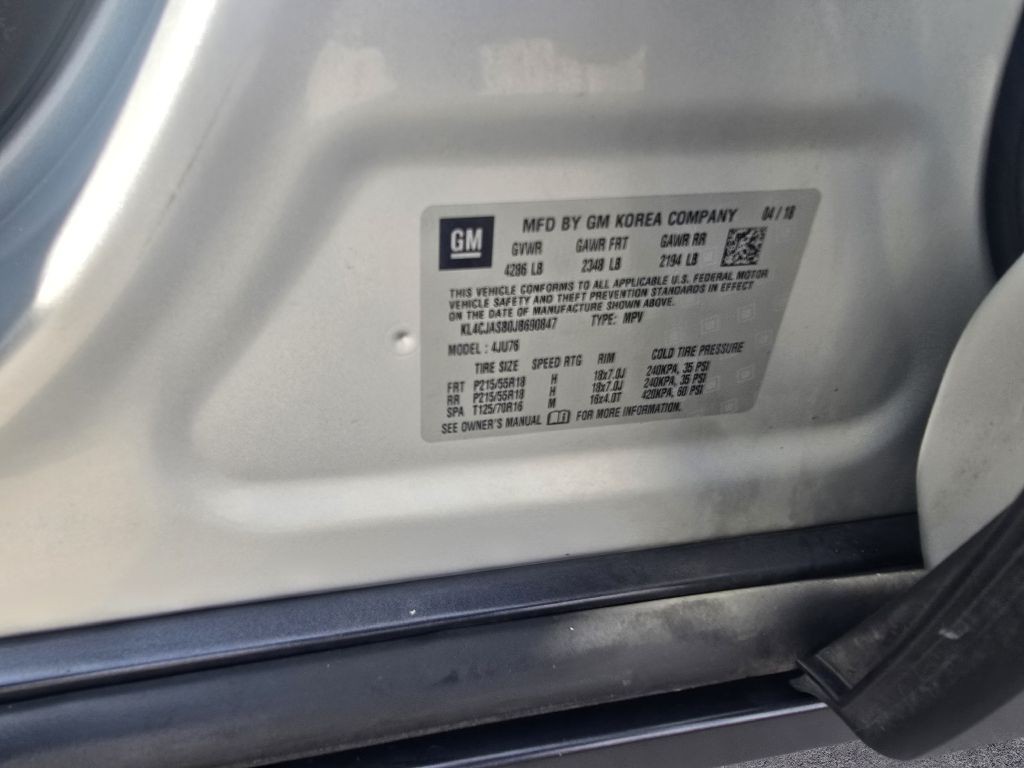 GM
MFD BY GM KOREA COMPANY 04 / 18
GVWR GAWR FRT GAWR RR
4286 LB 2348 LB 2194 LB
THIS VEHICLE CONFORMS TO ALL APPLICABLE U.S. FEDERAL MOTOR
VEHICLE SAFETY AND THEFT PREVENTION STANDARDS IN EFFECT
ON THE DATE OF MANUFACTURE SHOWN ABOVE.
KL4CJASB0JB690847 TYPE: MPV
MODEL : 4JU76
TIRE SIZE SPEED RTG RIM COLD TIRE PRESSURE
FRT P215/55R18 H 18x7.0J 240KPA, 35 PSI
RR P215/55R18 H 18x7.0J 240KPA, 35 PSI
SPA T125/70R16 M 16x4.0T 420KPA, 60 PSI
SEE OWNER'S MANUAL FOR MORE INFORMATION.